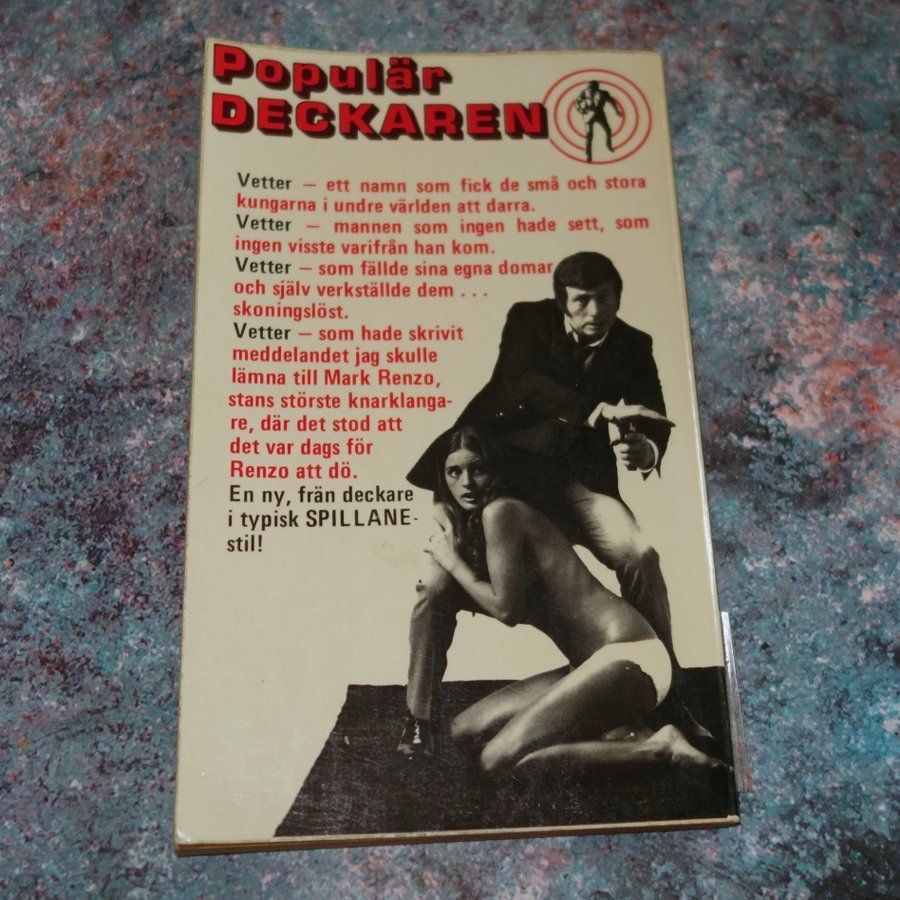 Populär
DECKAREN
Vetter — ett namn som fick de små och stora
kungarna i undre världen att darra.
Vetter — mannen som ingen hade sett, som
ingen visste varifrån han kom.
Vetter — som fällde sina egna domar
och själv verkställde dem . . .
skoningslöst.
Vetter — som hade skrivit
meddelandet jag skulle
lämna till Mark Renzo,
stans störste knarklanga-
re, där det stod att
det var dags för
Renzo att dö.
En ny, frän deckare
i typisk SPILLANE-
stil!